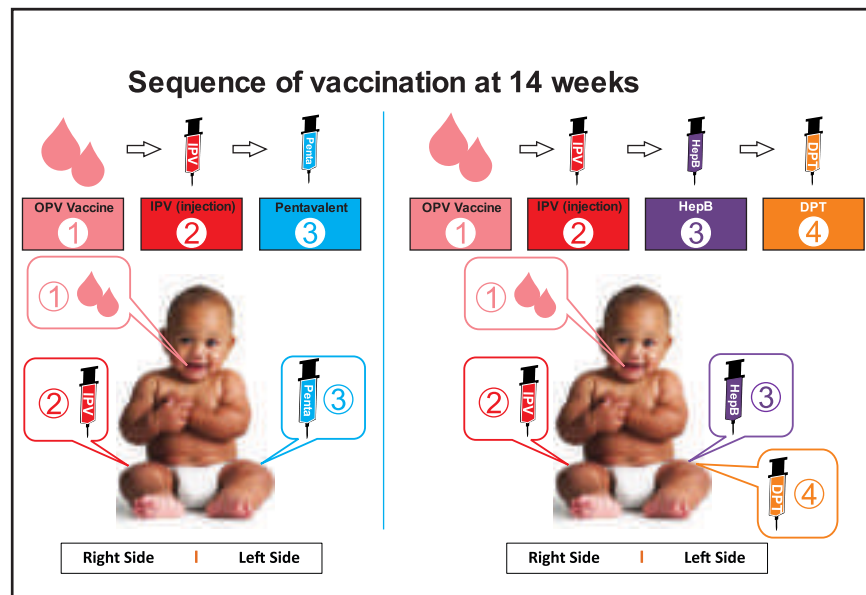 Sequence of vaccination at 14 weeks
IPV
Penta
OPV Vaccine
1
IPV (injection)
2
Pentavalent
3
1
2
IPV
Penta
3
Right Side I Left Side
IPV
HepB
DPT
OPV Vaccine
1
IPV (injection)
2
HepB
3
DPT
4
1
2
IPV
HepB
3
DPT
4
Right Side I Left Side